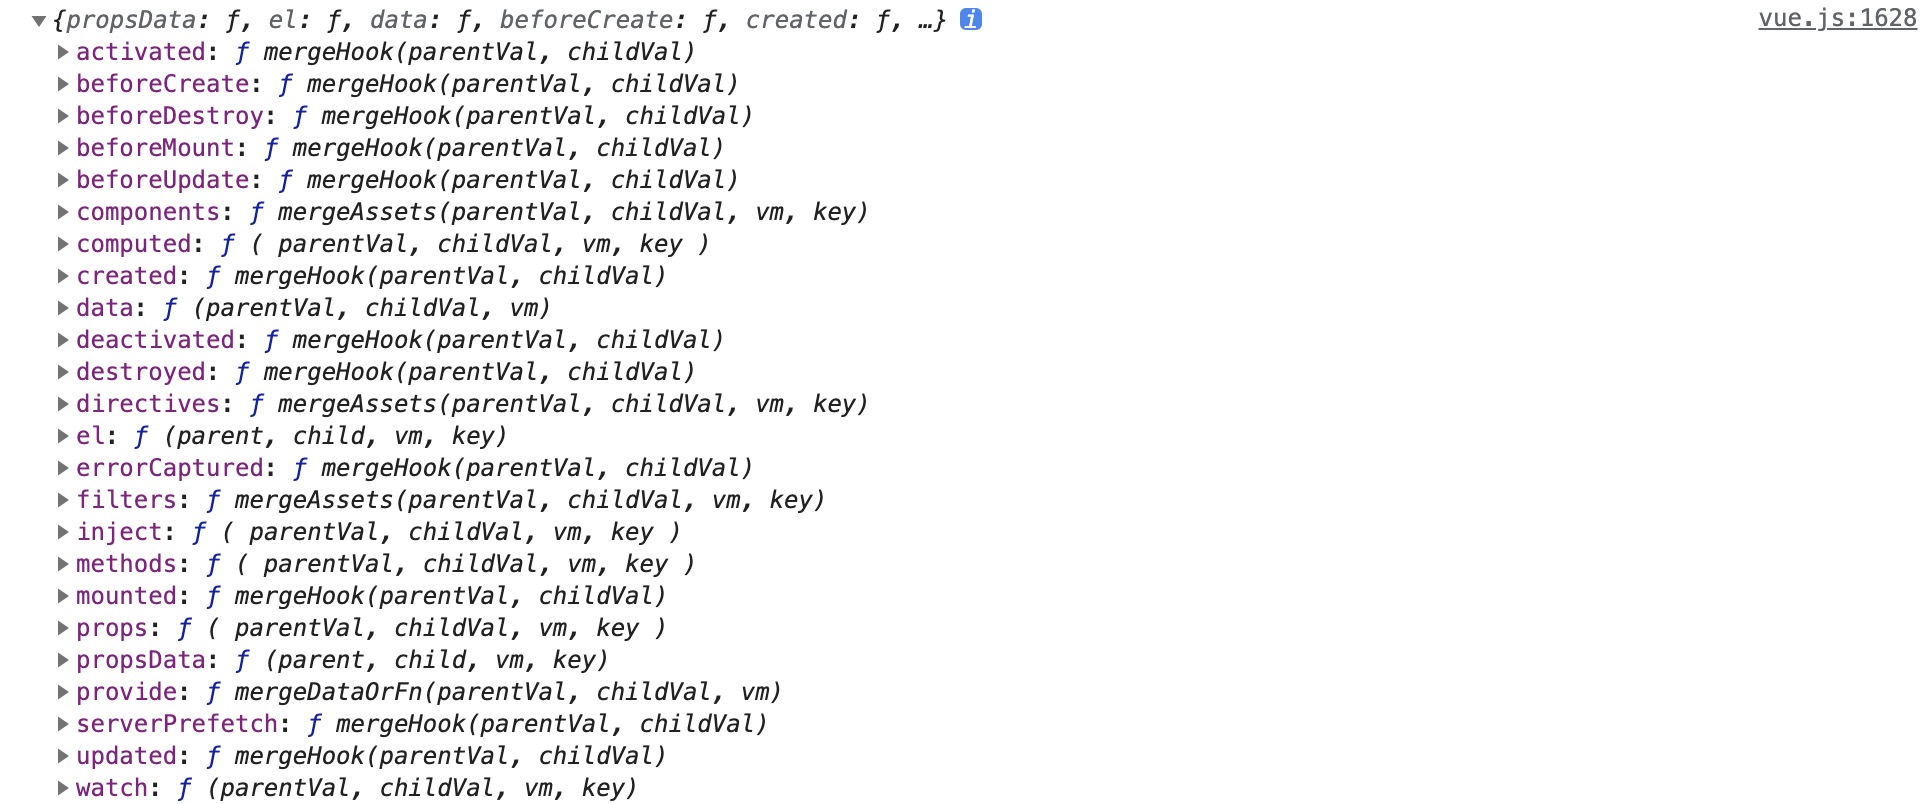 {propsData: ƒ, el: ƒ, data: ƒ, beforeCreate: ƒ, created: ƒ, …} i vue.js:1628
activated: ƒ mergeHook(parentVal, childVal)
beforeCreate: ƒ mergeHook(parentVal, childVal)
beforeDestroy: ƒ mergeHook(parentVal, childVal)
beforeMount: ƒ mergeHook(parentVal, childVal)
beforeUpdate: ƒ mergeHook(parentVal, childVal)
components: ƒ mergeAssets(parentVal, childVal, vm, key)
computed: ƒ ( parentVal, childVal, vm, key )
created: ƒ mergeHook(parentVal, childVal)
data: ƒ (parentVal, childVal, vm)
deactivated: ƒ mergeHook(parentVal, childVal)
destroyed: ƒ mergeHook(parentVal, childVal)
directives: ƒ mergeAssets(parentVal, childVal, vm, key)
el: ƒ (parent, child, vm, key)
errorCaptured: ƒ mergeHook(parentVal, childVal)
filters: ƒ mergeAssets(parentVal, childVal, vm, key)
inject: ƒ ( parentVal, childVal, vm, key )
methods: ƒ ( parentVal, childVal, vm, key )
mounted: ƒ mergeHook(parentVal, childVal)
props: ƒ ( parentVal, childVal, vm, key )
propsData: ƒ (parent, child, vm, key)
provide: ƒ mergeDataOrFn(parentVal, childVal, vm)
serverPrefetch: ƒ mergeHook(parentVal, childVal)
updated: ƒ mergeHook(parentVal, childVal)
watch: ƒ (parentVal, childVal, vm, key)